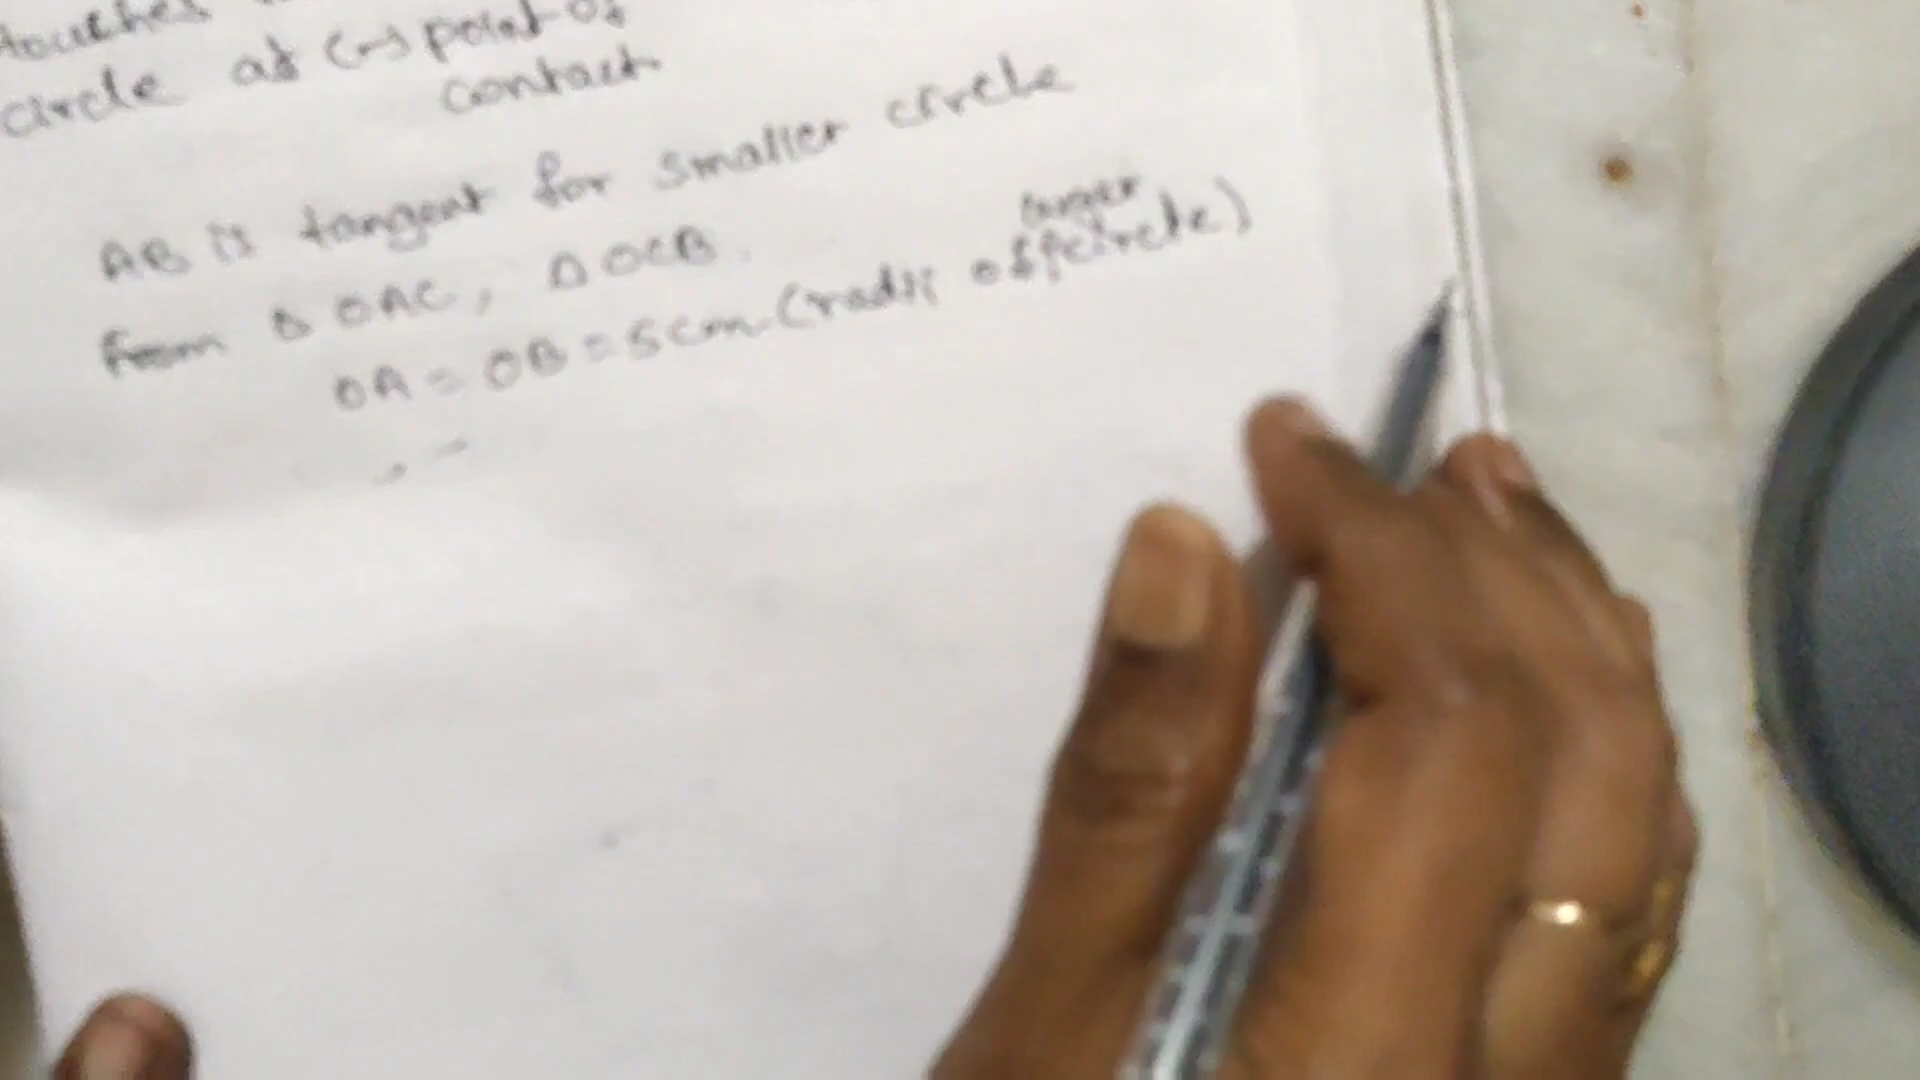 touches
circle at (→) point of
contact
AB is tangent for smaller circle
from Δ OAC, Δ OCB.
larger
OA = OB = 5cm. (radii of circle)